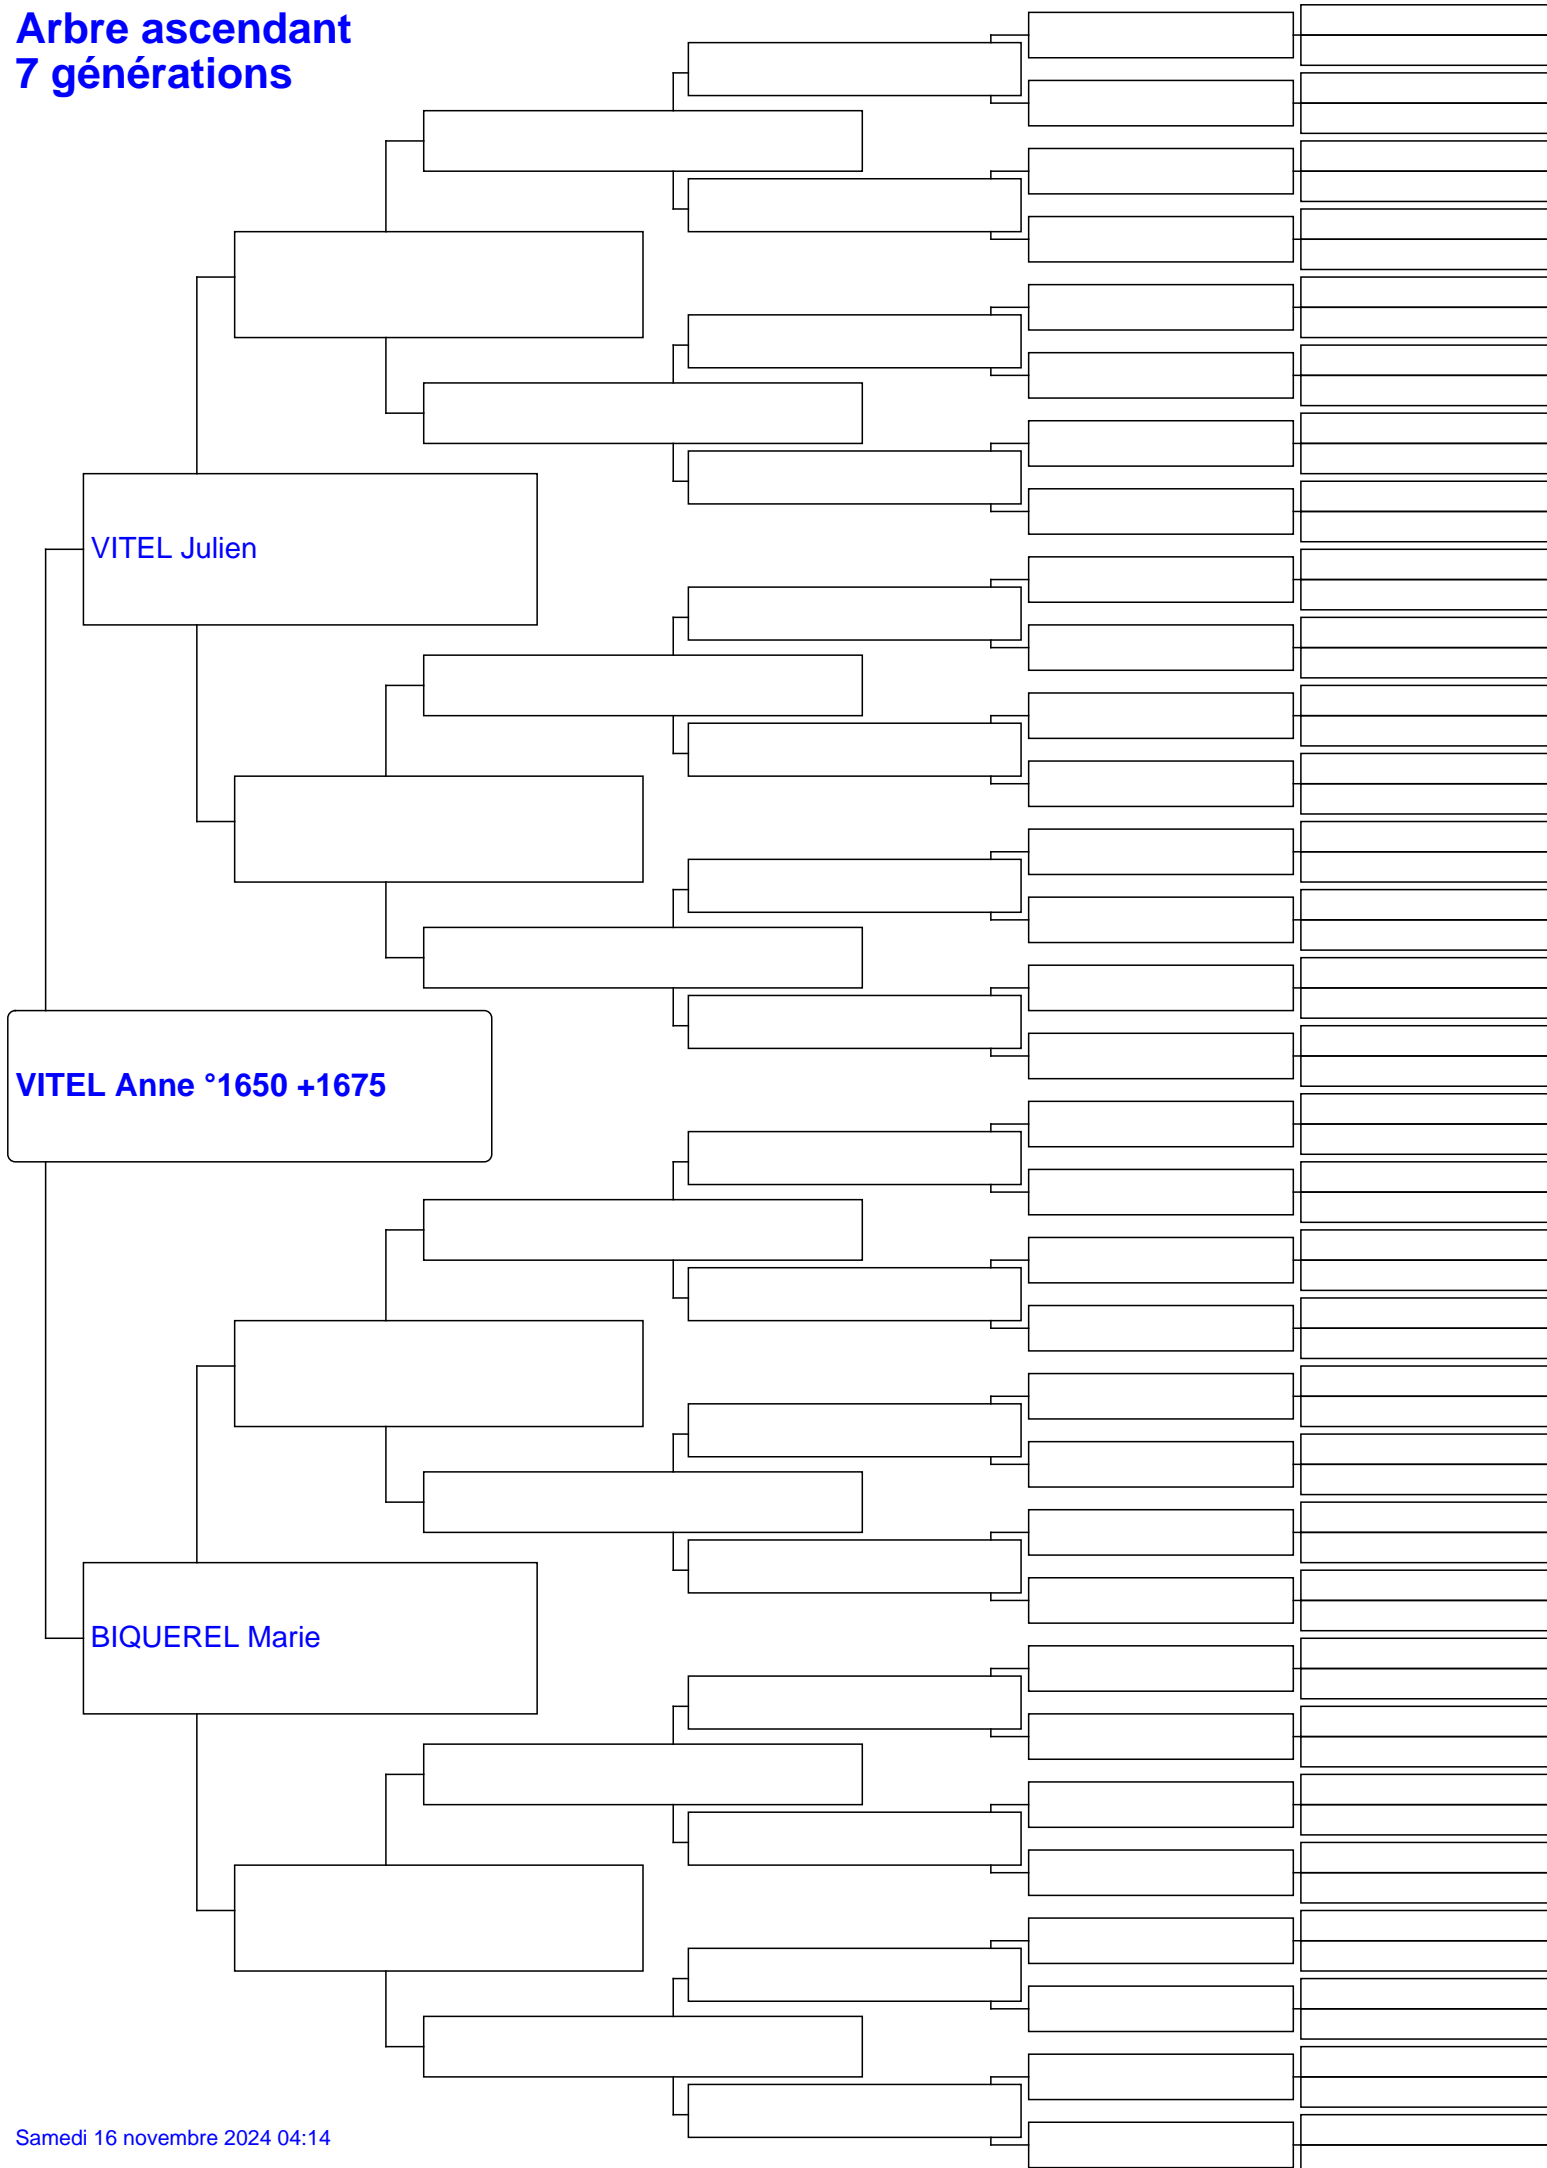 Arbre ascendant
7 générations
VITEL Julien
VITEL Anne °1650 +1675
BIQUEREL Marie
Samedi 16 novembre 2024 04:14